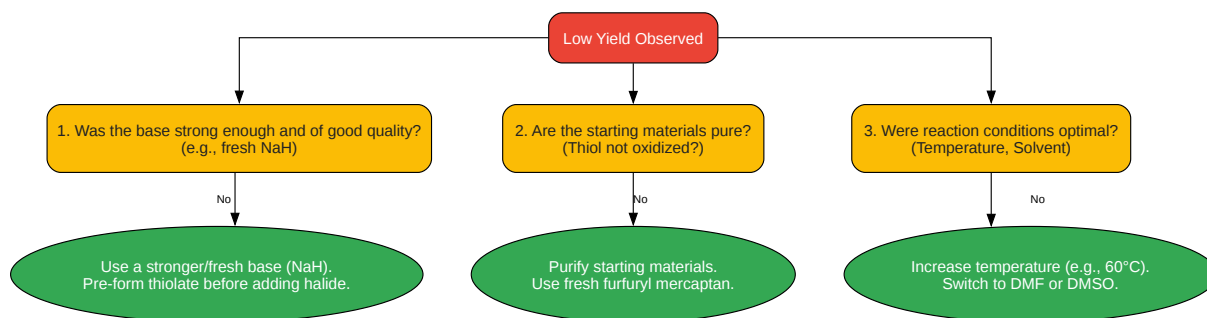 Low Yield Observed
1. Was the base strong enough and of good quality?
(e.g., fresh NaH)
2. Are the starting materials pure?
(Thiol not oxidized?)
3. Were reaction conditions optimal?
(Temperature, Solvent)
No
No
No
Use a stronger/fresh base (NaH).
Pre-form thiolate before adding halide.
Purify starting materials.
Use fresh furfuryl mercaptan.
Increase temperature (e.g., 60°C).
Switch to DMF or DMSO.